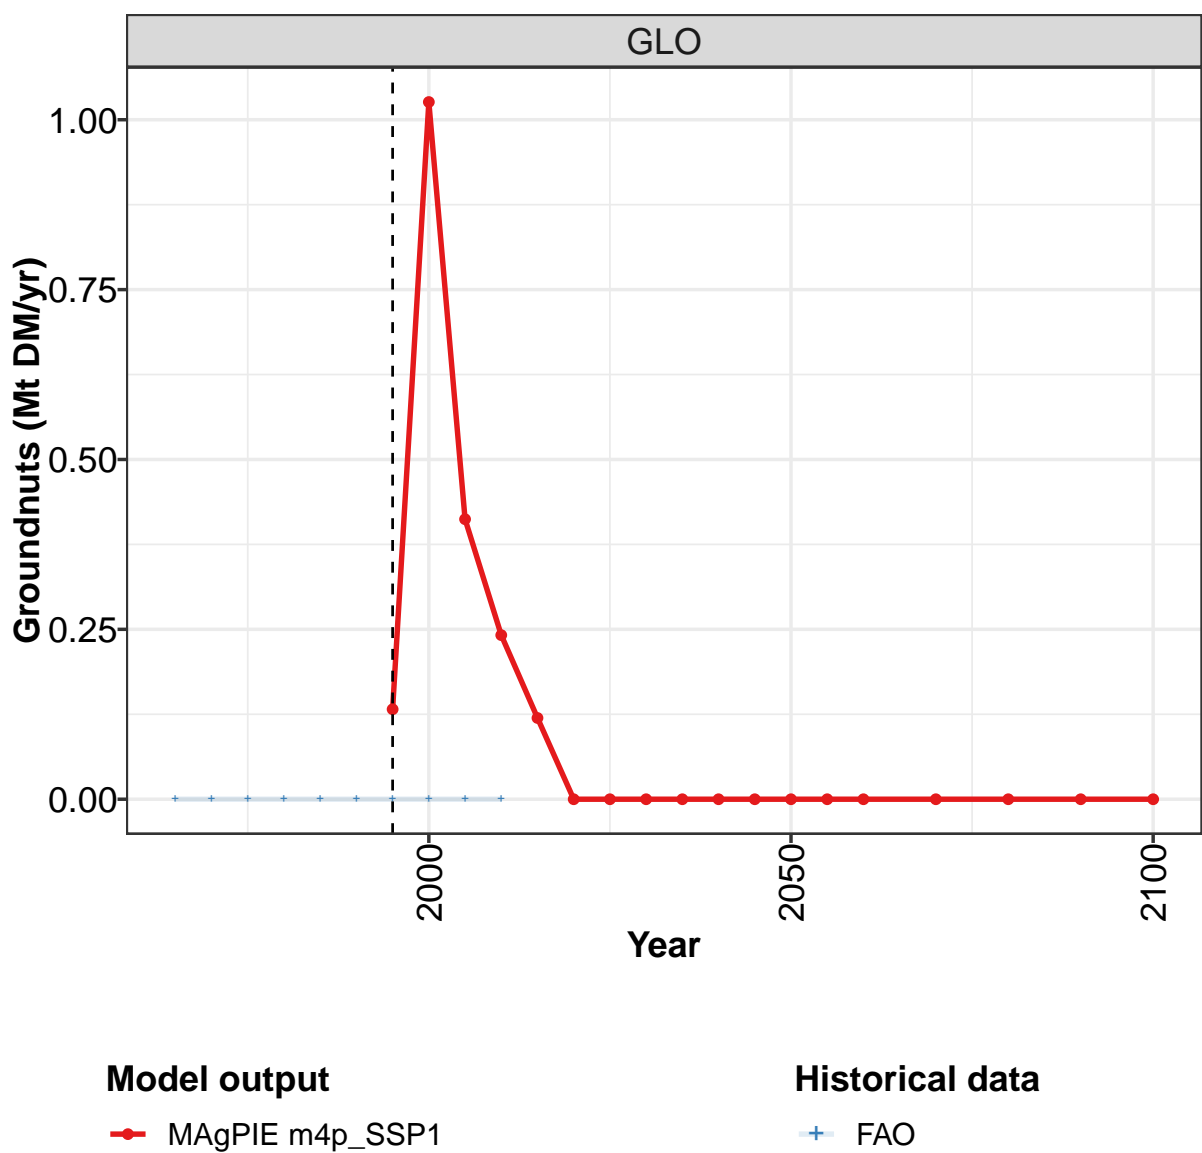 GLO
Groundnuts (Mt DM/yr)
1.00
0.75
0.50
0.25
0.00
2000
2050
2100
Year
Model output
MAgPIE m4p_SSP1
Historical data
FAO